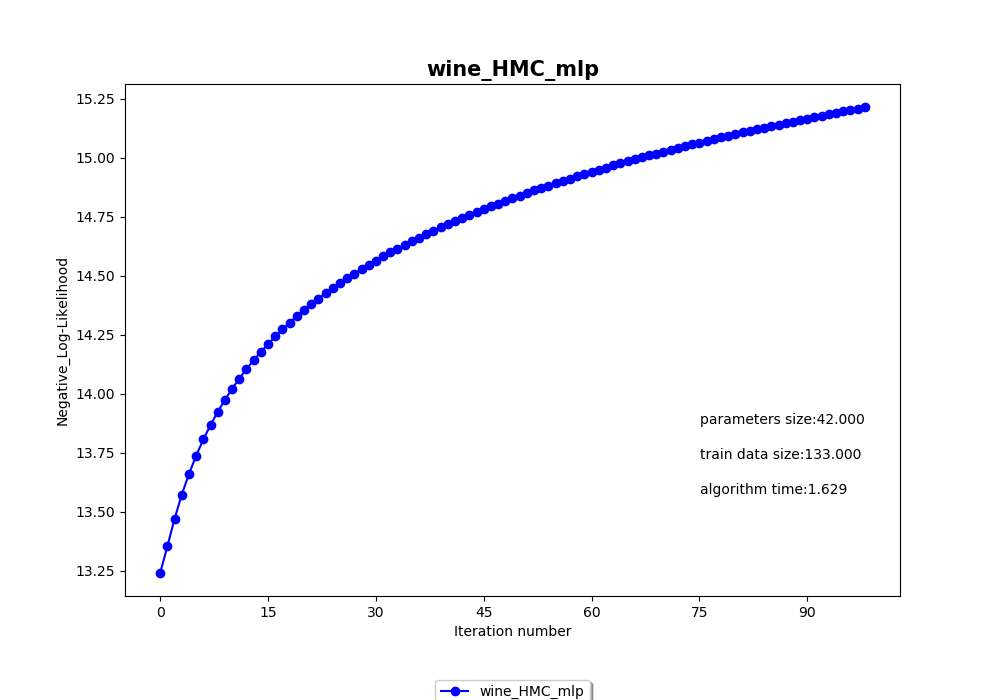 wine_HMC_mlp
15.25
15.00
14.75
14.50
14.25
14.00
13.75
13.50
13.25
Negative_Log-Likelihood
parameters size:42.000
train data size:133.000
algorithm time:1.629
0 15 30 45 60 75 90
Iteration number
wine_HMC_mlp